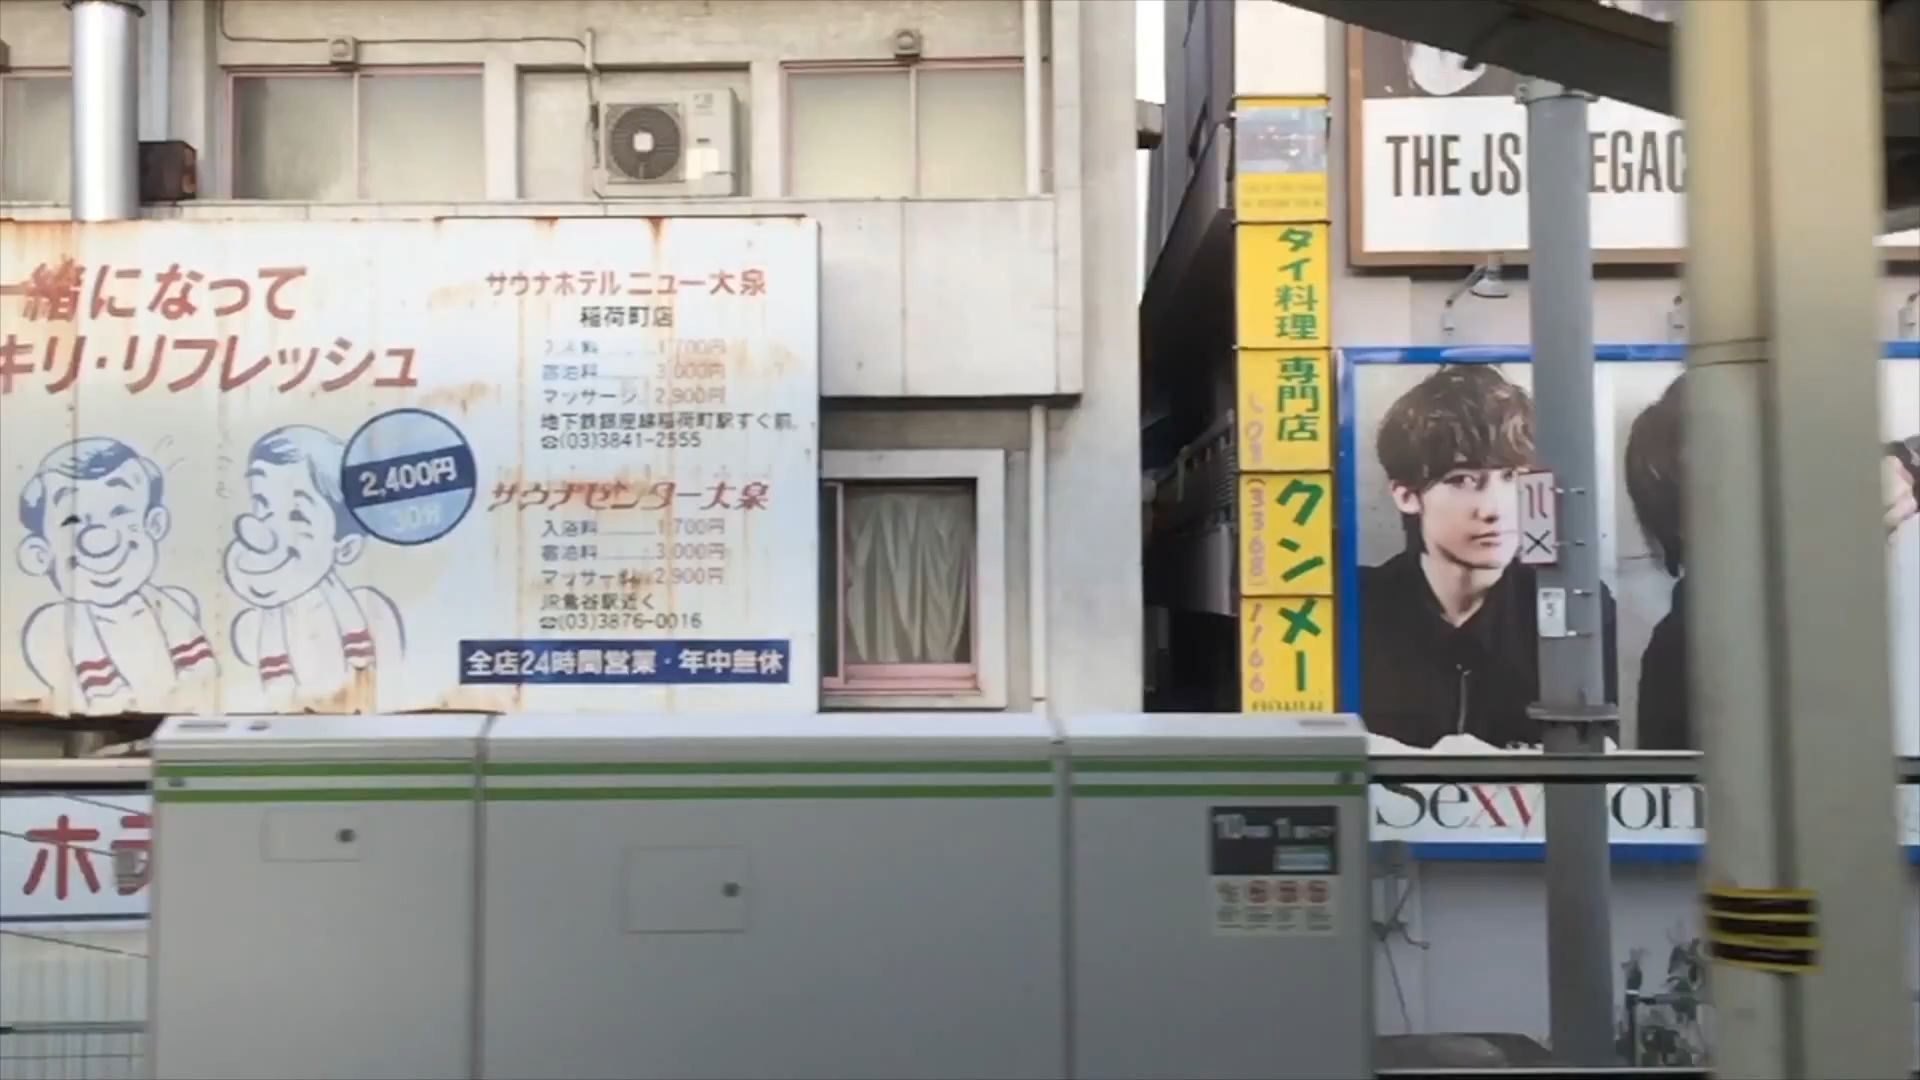 一緒になって
キリ・リフレッシュ
2,400円
30分
サウナホテルニュー大泉
稲荷町店
入浴料 1,700円
宿泊料 3,000円
マッサージ 2,900円
地下鉄銀座線稲荷町駅すぐ前。
☎(03)3841-2555
サウナセンター大泉
入浴料 1,700円
宿泊料 3,000円
マッサージ 2,900円
JR鶯谷駅近く
☎(03)3876-0016
全店24時間営業・年中無休
ホテ
タイ料理
専門店
クンメー
THE JS EGAC
Sexy on
5